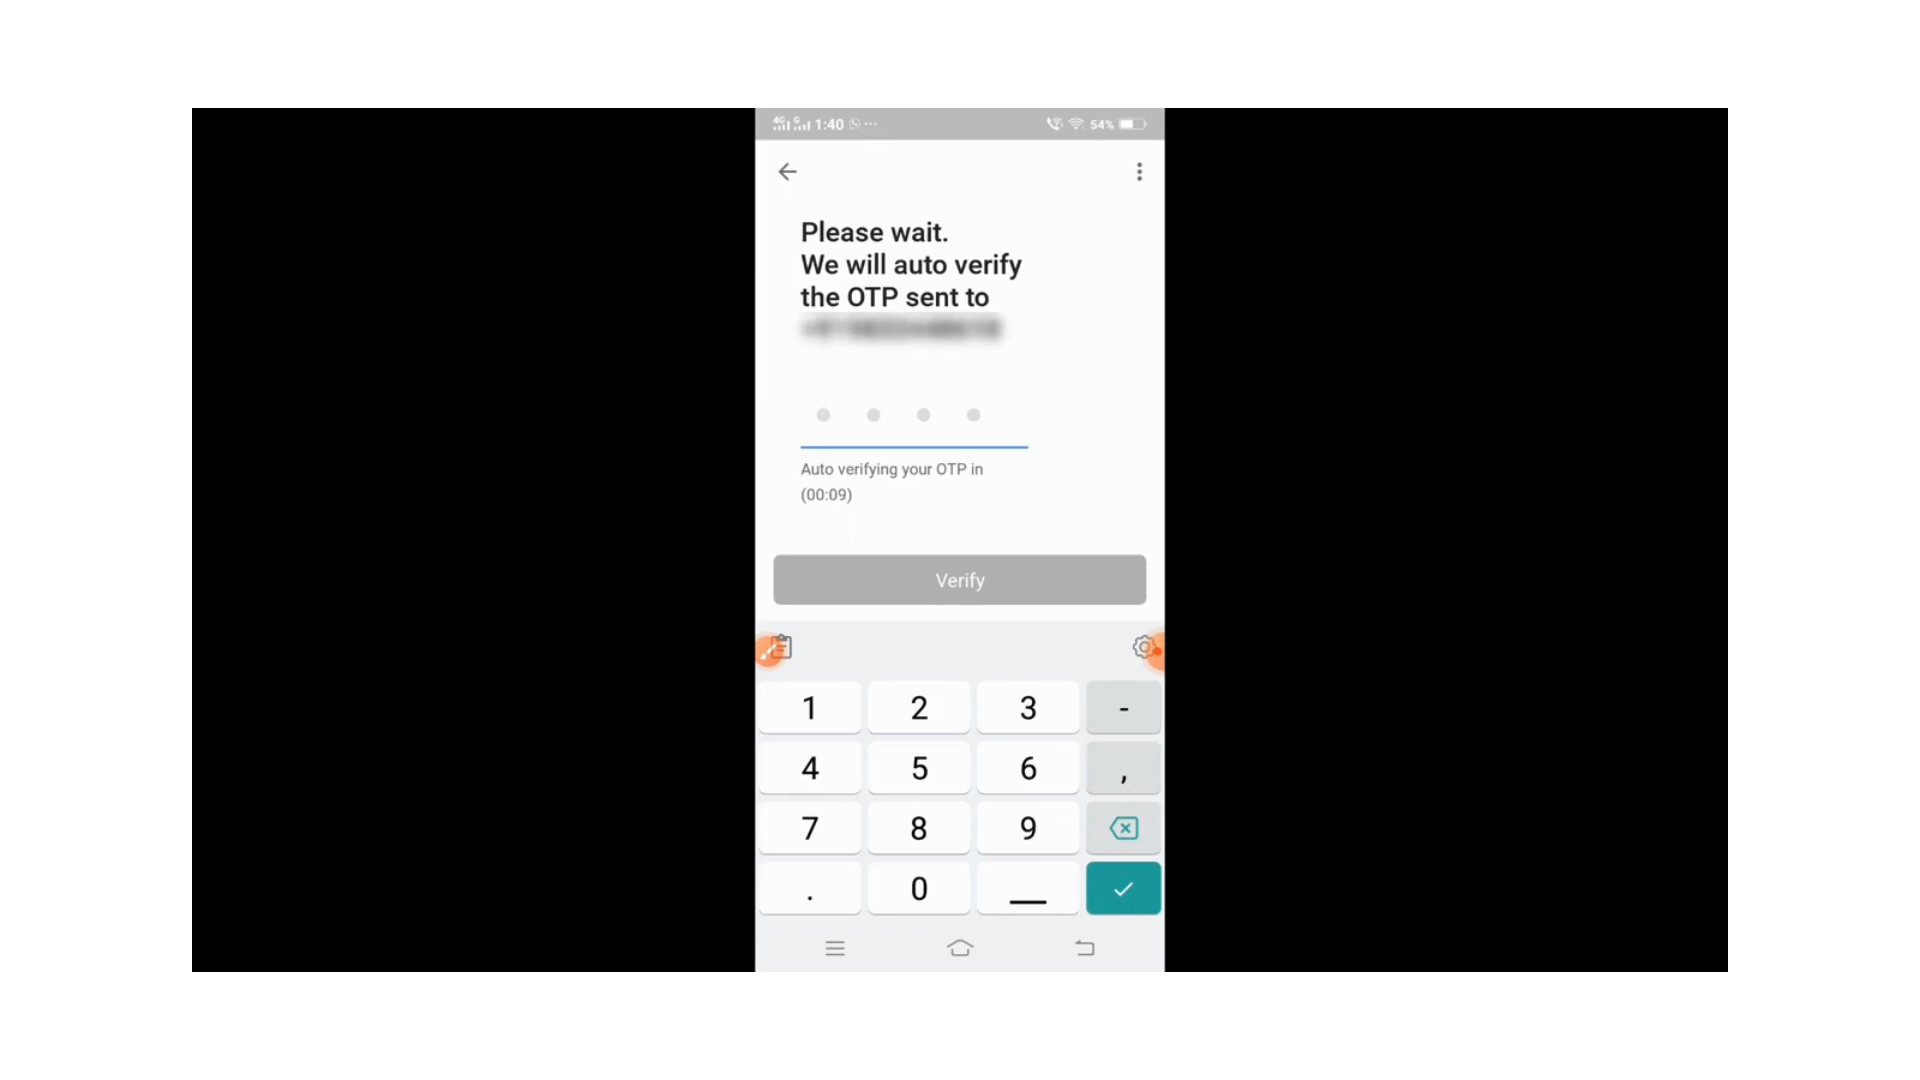 4G G 1:40 54%
Please wait.
We will auto verify
the OTP sent to
Auto verifying your OTP in
(00:09)
Verify
1 2 3 -
4 5 6 ,
7 8 9
. 0